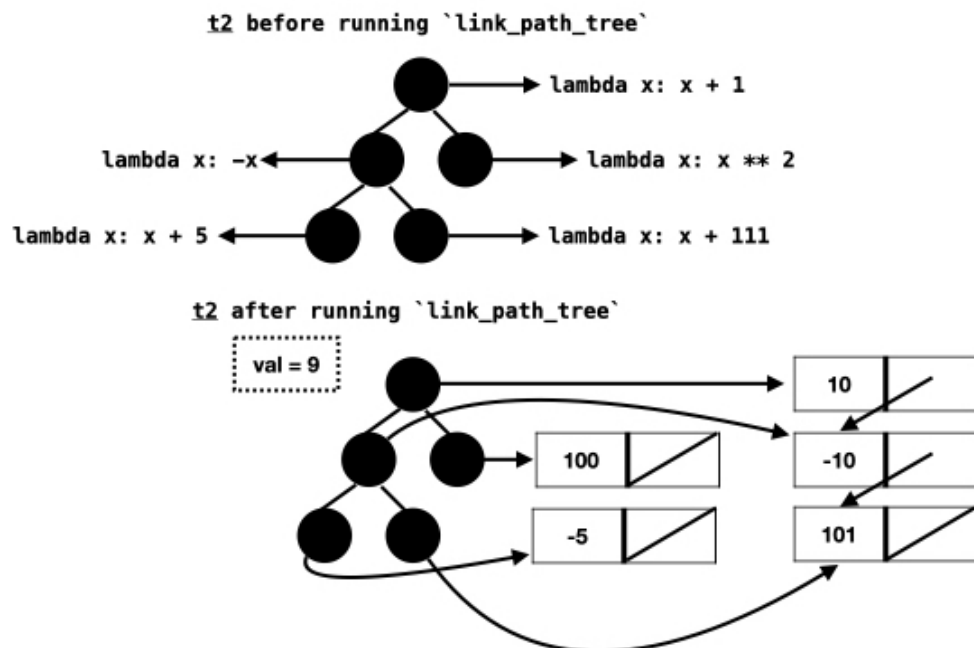 t2 before running `link_path_tree`
lambda x: x + 1
lambda x: -x
lambda x: x ** 2
lambda x: x + 5
lambda x: x + 111
t2 after running `link_path_tree`
val = 9
10
100
-10
-5
101